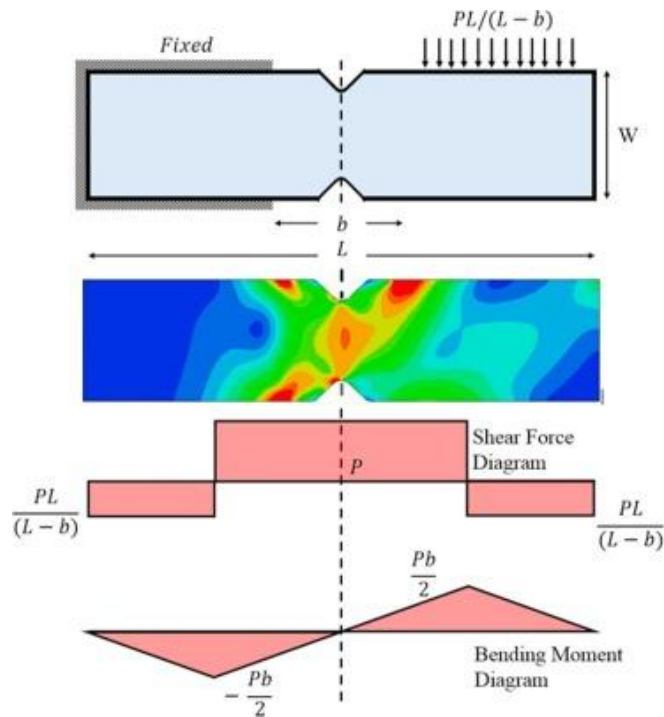 PL/(L − b)
Fixed
W
b
L
Shear Force
Diagram
P
PL
(L − b)
PL
(L − b)
Pb
2
Bending Moment
Diagram
− Pb
2